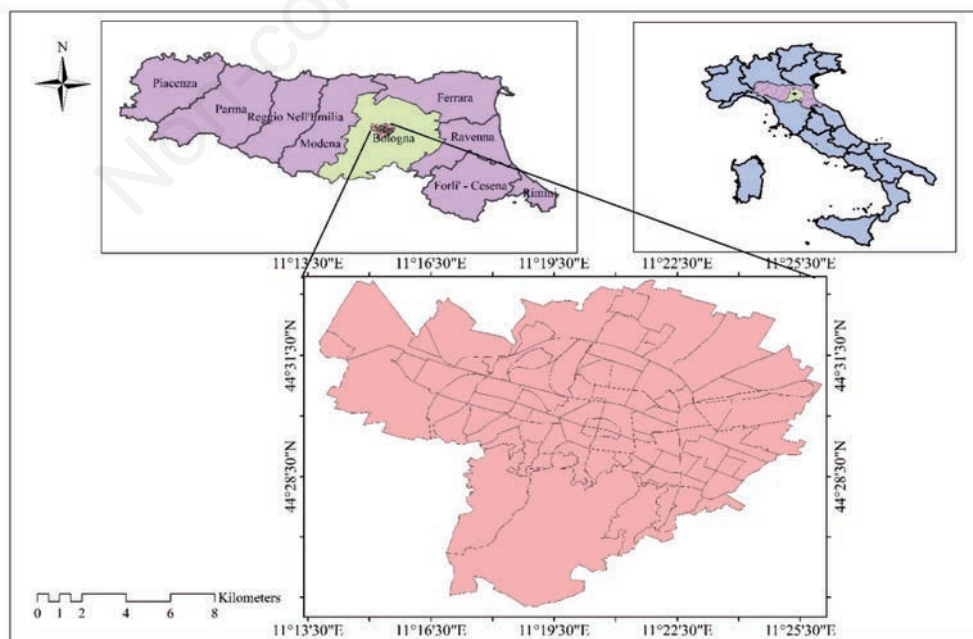 N
Piacenza
Parma
Reggio Nell'Emilia
Modena
Bologna
Ferrara
Ravenna
Forli' - Cesena
Rimini
11°13'30"E 11°16'30"E 11°19'30"E 11°22'30"E 11°25'30"E
44°31'30"N 44°31'30"N
44°28'30"N 44°28'30"N
0 1 2 4 6 8 Kilometers
11°13'30"E 11°16'30"E 11°19'30"E 11°22'30"E 11°25'30"E